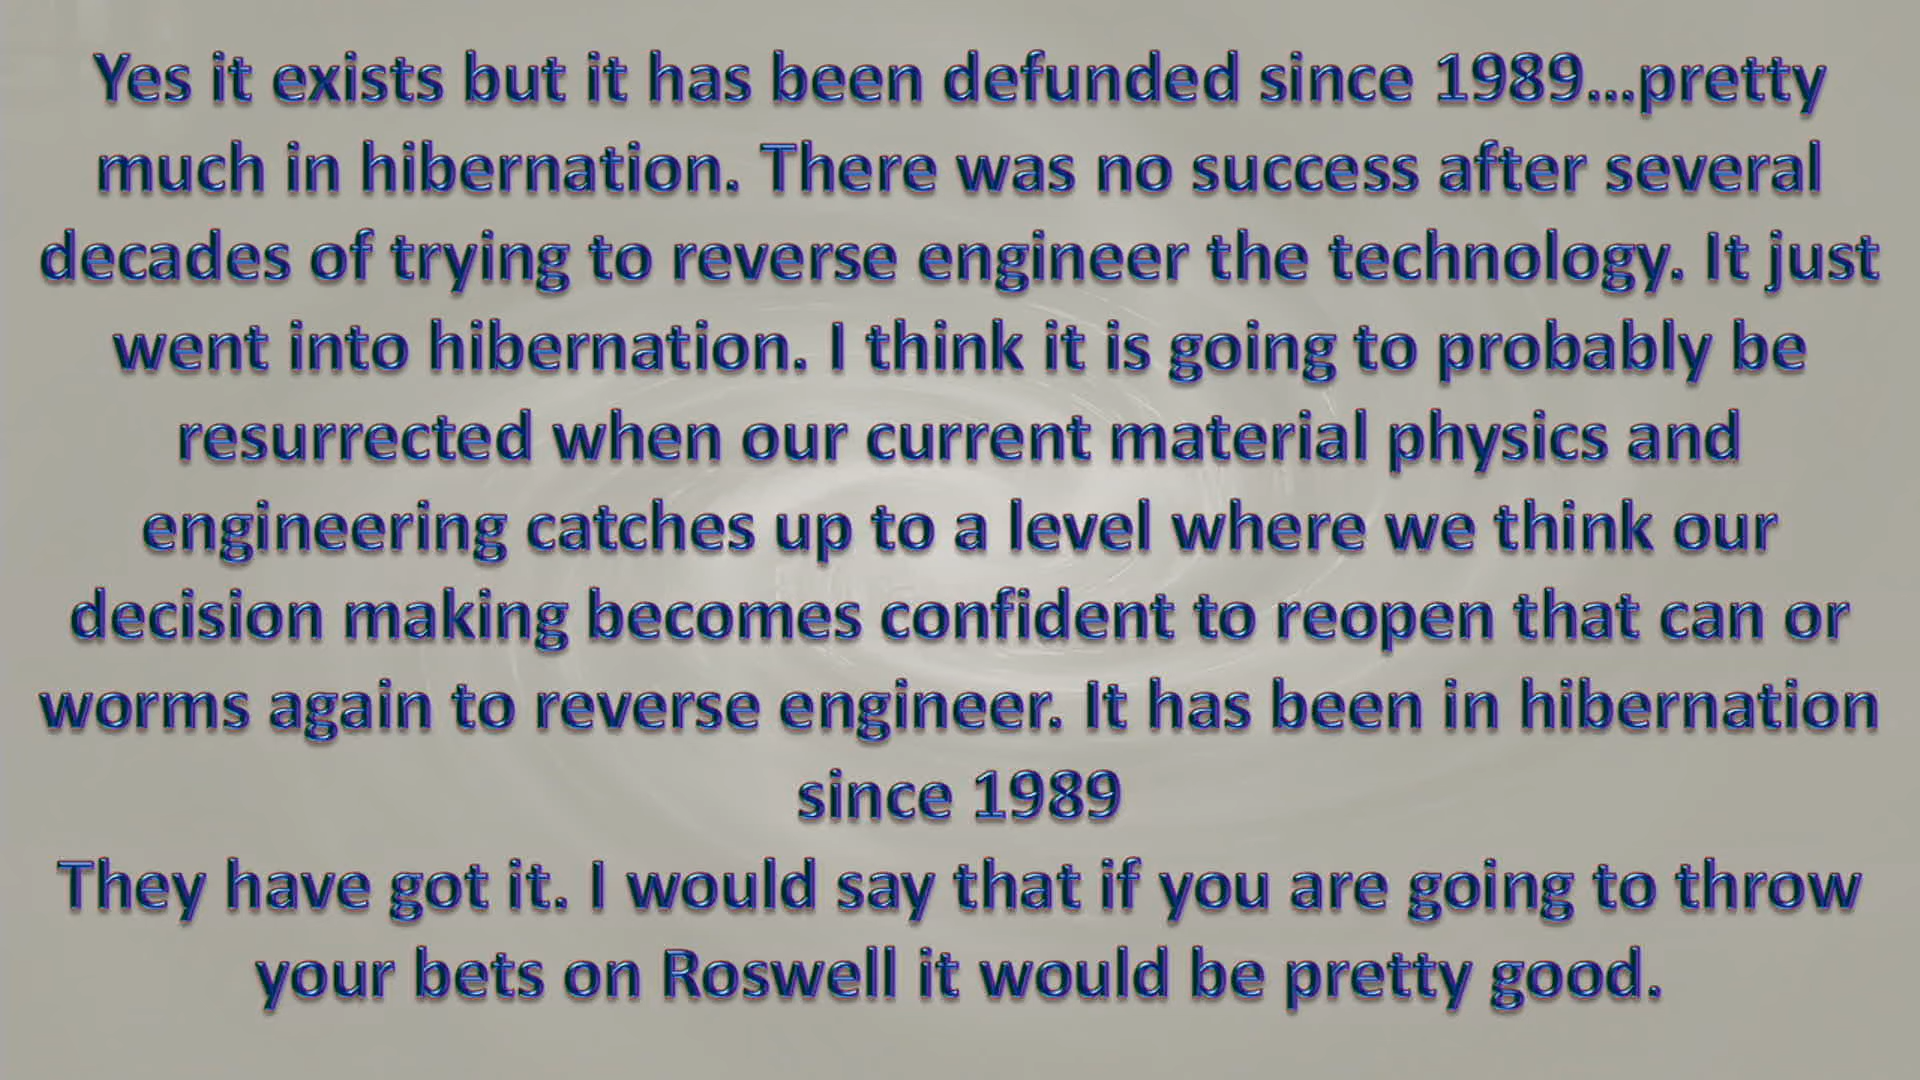 Yes it exists but it has been defunded since 1989...pretty
much in hibernation. There was no success after several
decades of trying to reverse engineer the technology. It just
went into hibernation. I think it is going to probably be
resurrected when our current material physics and
engineering catches up to a level where we think our
decision making becomes confident to reopen that can or
worms again to reverse engineer. It has been in hibernation
since 1989
They have got it. I would say that if you are going to throw
your bets on Roswell it would be pretty good.